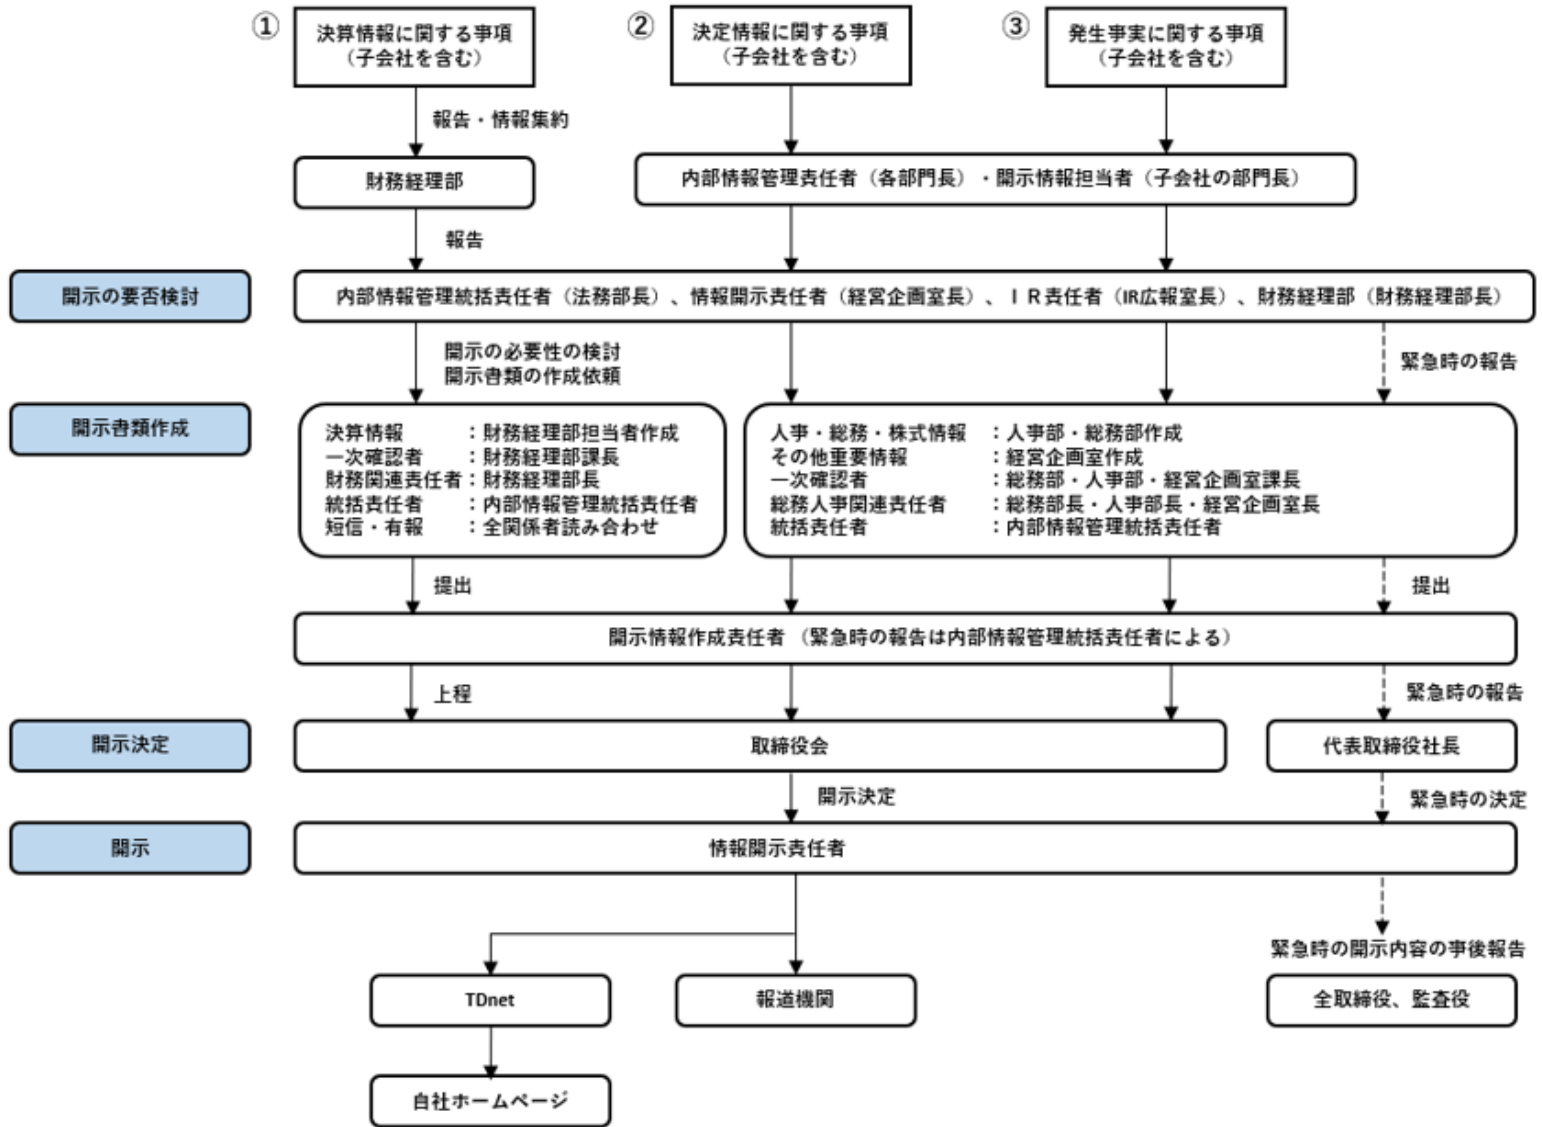 ①
決算情報に関する事項
（子会社を含む）
②
決定情報に関する事項
（子会社を含む）
③
発生事実に関する事項
（子会社を含む）
報告・情報集約
財務経理部
内部情報管理責任者（各部門長）・開示情報担当者（子会社の部門長）
報告
開示の要否検討
内部情報管理統括責任者（法務部長）、情報開示責任者（経営企画室長）、ＩＲ責任者（IR広報室長）、財務経理部（財務経理部長）
開示の必要性の検討
開示書類の作成依頼
緊急時の報告
開示書類作成
決算情報　　　：財務経理部担当者作成
一次確認者　　：財務経理部課長
財務関連責任者：財務経理部長
統括責任者　　：内部情報管理統括責任者
短信・有報　　：全関係者読み合わせ
人事・総務・株式情報　：人事部・総務部作成
その他重要情報　　　　：経営企画室作成
一次確認者　　　　　　：総務部・人事部・経営企画室課長
総務人事関連責任者　　：総務部長・人事部長・経営企画室長
統括責任者　　　　　　：内部情報管理統括責任者
提出
提出
開示情報作成責任者 （緊急時の報告は内部情報管理統括責任者による）
上程
緊急時の報告
開示決定
取締役会
代表取締役社長
開示決定
緊急時の決定
開示
情報開示責任者
緊急時の開示内容の事後報告
TDnet
報道機関
全取締役、監査役
自社ホームページ